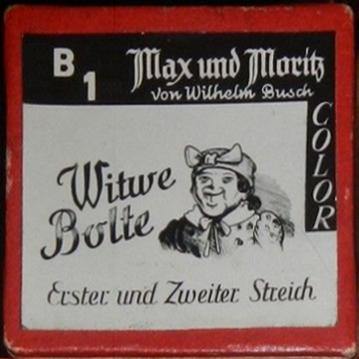 B 1
Max und Moritz
von Wilhelm Busch
COLOR
Witwe
Bolte
Erster und Zweiter Streich